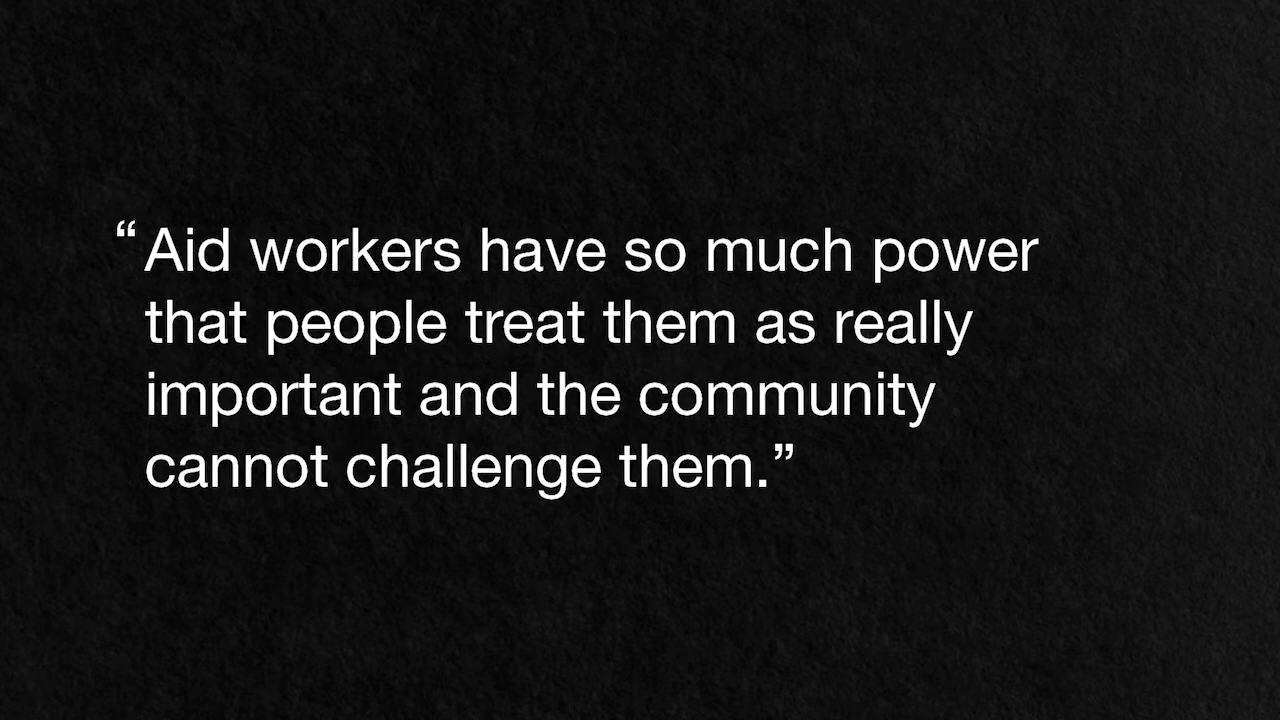 “Aid workers have so much power
that people treat them as really
important and the community
cannot challenge them.”